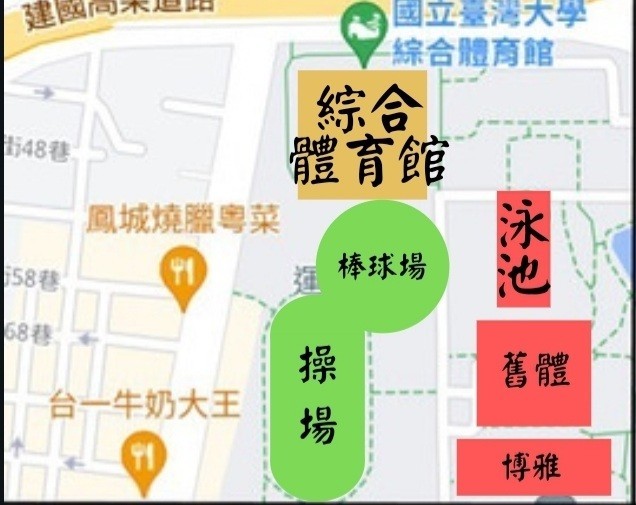 建國高架道路
國立臺灣大學
綜合體育館
綜合
體育館
街48巷
泳
池
鳳城燒臘粵菜
棒球場
運
街58巷
68巷
操
場
舊體
台一牛奶大王
博雅